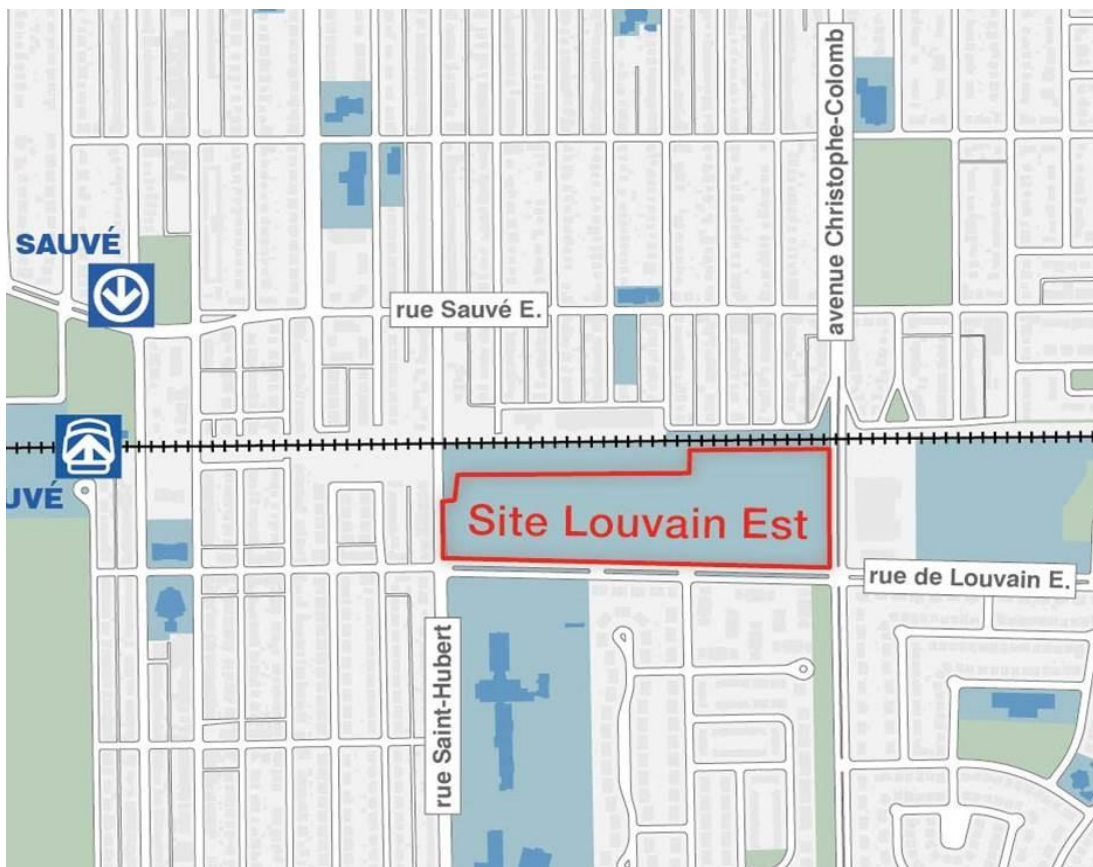 avenue Christophe-Colomb
SAUVÉ
rue Sauvé E.
UVÉ
Site Louvain Est
rue de Louvain E.
rue Saint-Hubert